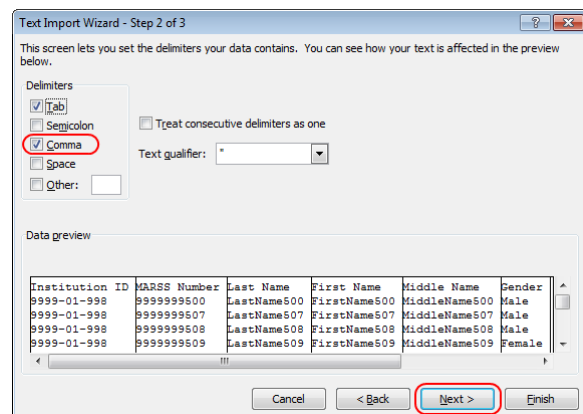 Text Import Wizard - Step 2 of 3
This screen lets you set the delimiters your data contains. You can see how your text is affected in the preview
below.
Delimiters
Tab
Semicolon
Comma
Space
Other:
Treat consecutive delimiters as one
Text qualifier: "
Data preview
Institution ID MARSS Number Last Name First Name Middle Name Gender
9999-01-998 9999999500 LastName500 FirstName500 MiddleName500 Male
9999-01-998 9999999507 LastName507 FirstName507 MiddleName507 Male
9999-01-998 9999999508 LastName508 FirstName508 MiddleName508 Male
9999-01-998 9999999509 LastName509 FirstName509 MiddleName509 Female
Cancel < Back Next > Finish